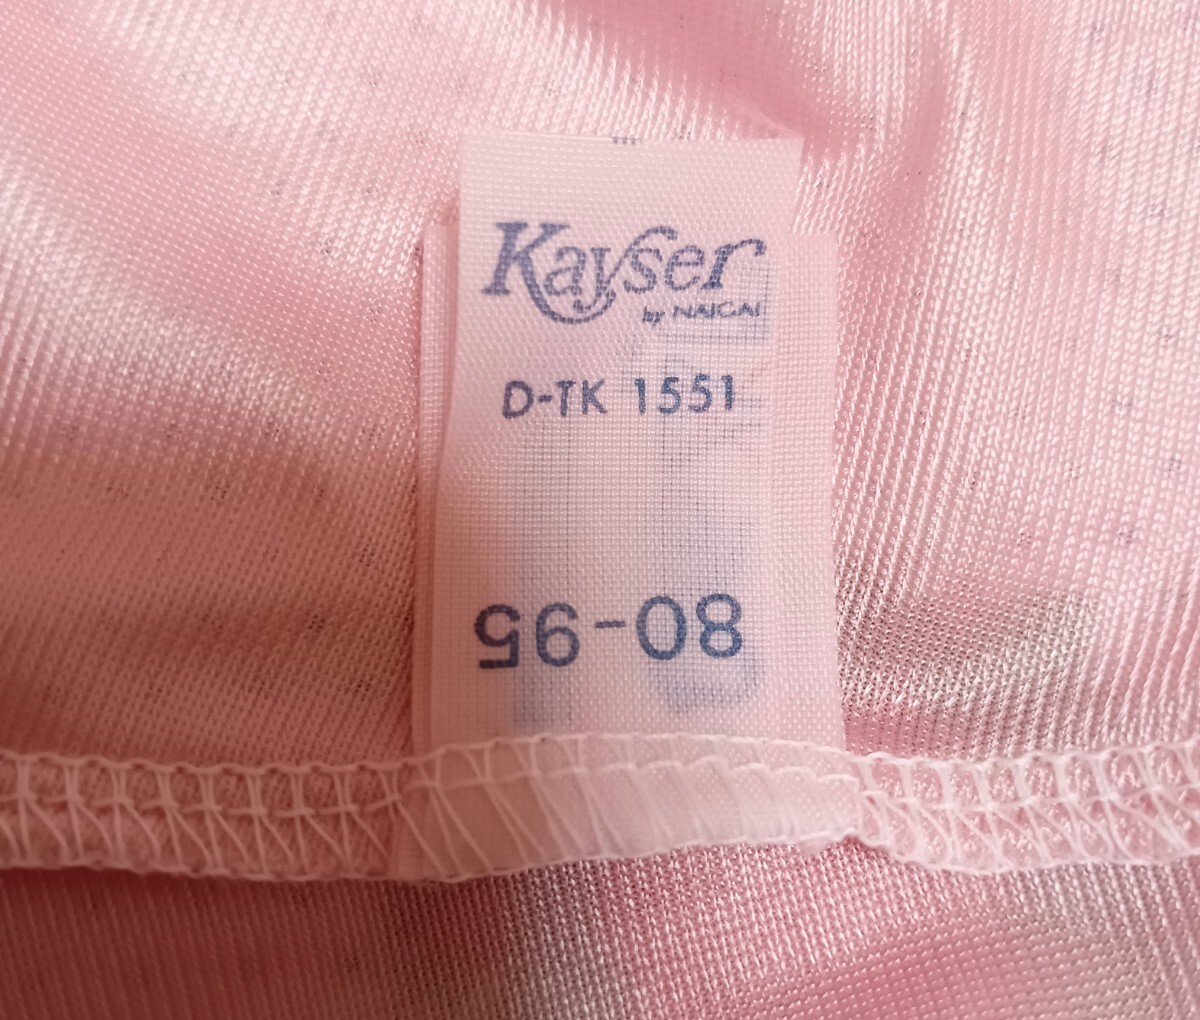 Kayser
by NAIGAI
D-TK 1551
80-95